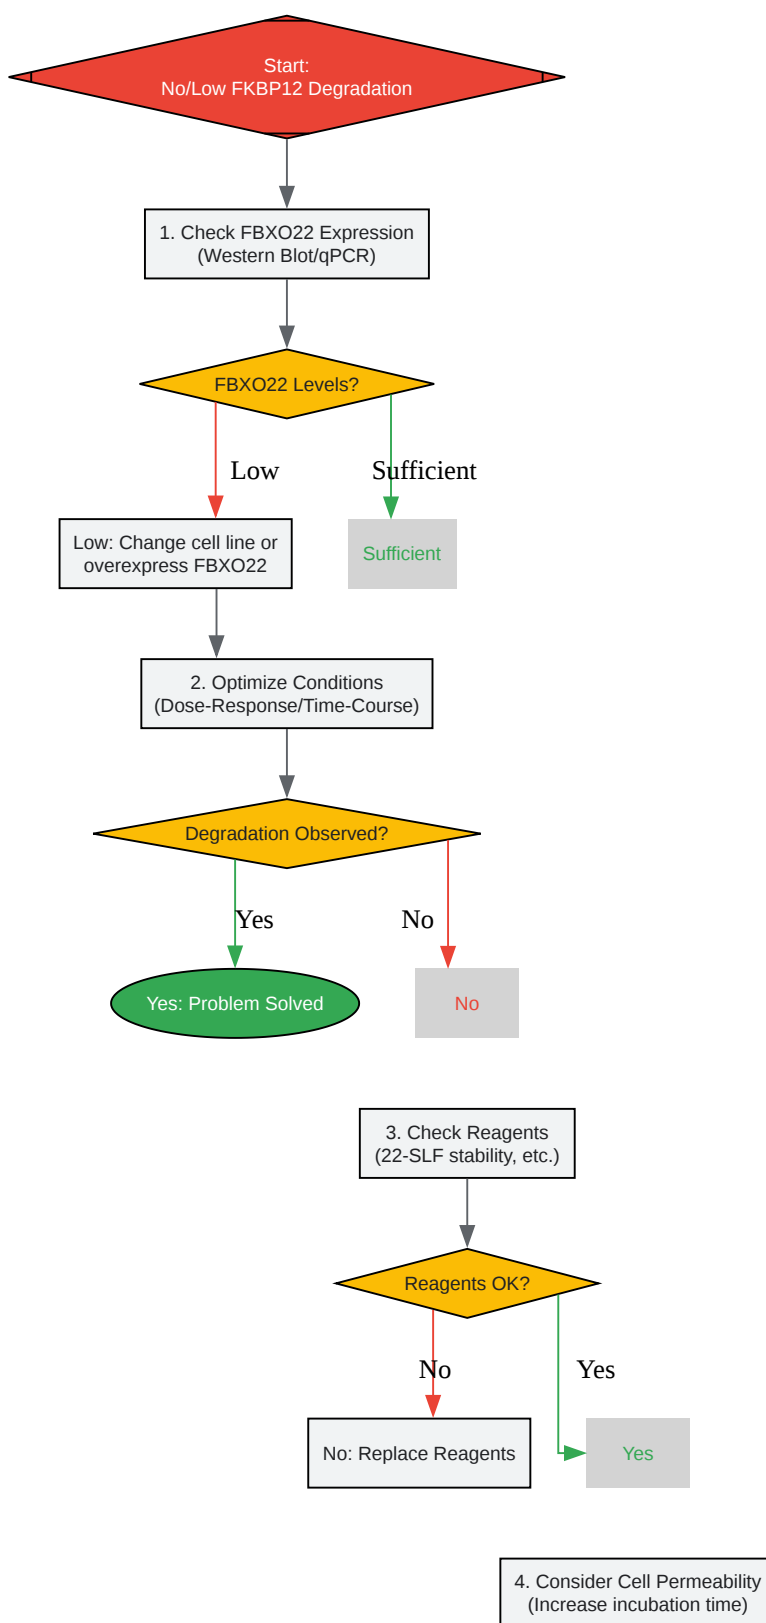 Start:
No/Low FKBP12 Degradation
1. Check FBXO22 Expression
(Western Blot/qPCR)
FBXO22 Levels?
Low
Sufficient
Low: Change cell line or
overexpress FBXO22
Sufficient
2. Optimize Conditions
(Dose-Response/Time-Course)
Degradation Observed?
Yes
No
Yes: Problem Solved
No
3. Check Reagents
(22-SLF stability, etc.)
Reagents OK?
No
Yes
No: Replace Reagents
Yes
4. Consider Cell Permeability
(Increase incubation time)